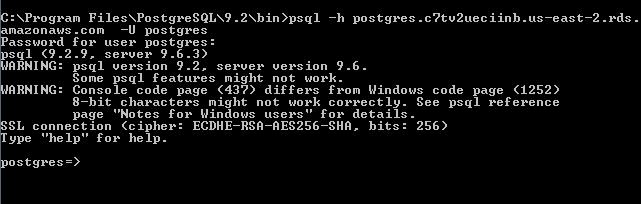 C:\Program Files\PostgreSQL\9.2\bin>psql -h postgres.c7tv2ueciinb.us-east-2.rds.
amazonaws.com  -U postgres
Password for user postgres:
psql (9.2.9, server 9.6.3)
WARNING: psql version 9.2, server version 9.6.
         Some psql features might not work.
WARNING: Console code page (437) differs from Windows code page (1252)
         8-bit characters might not work correctly. See psql reference
         page "Notes for Windows users" for details.
SSL connection (cipher: ECDHE-RSA-AES256-SHA, bits: 256)
Type "help" for help.
postgres=>